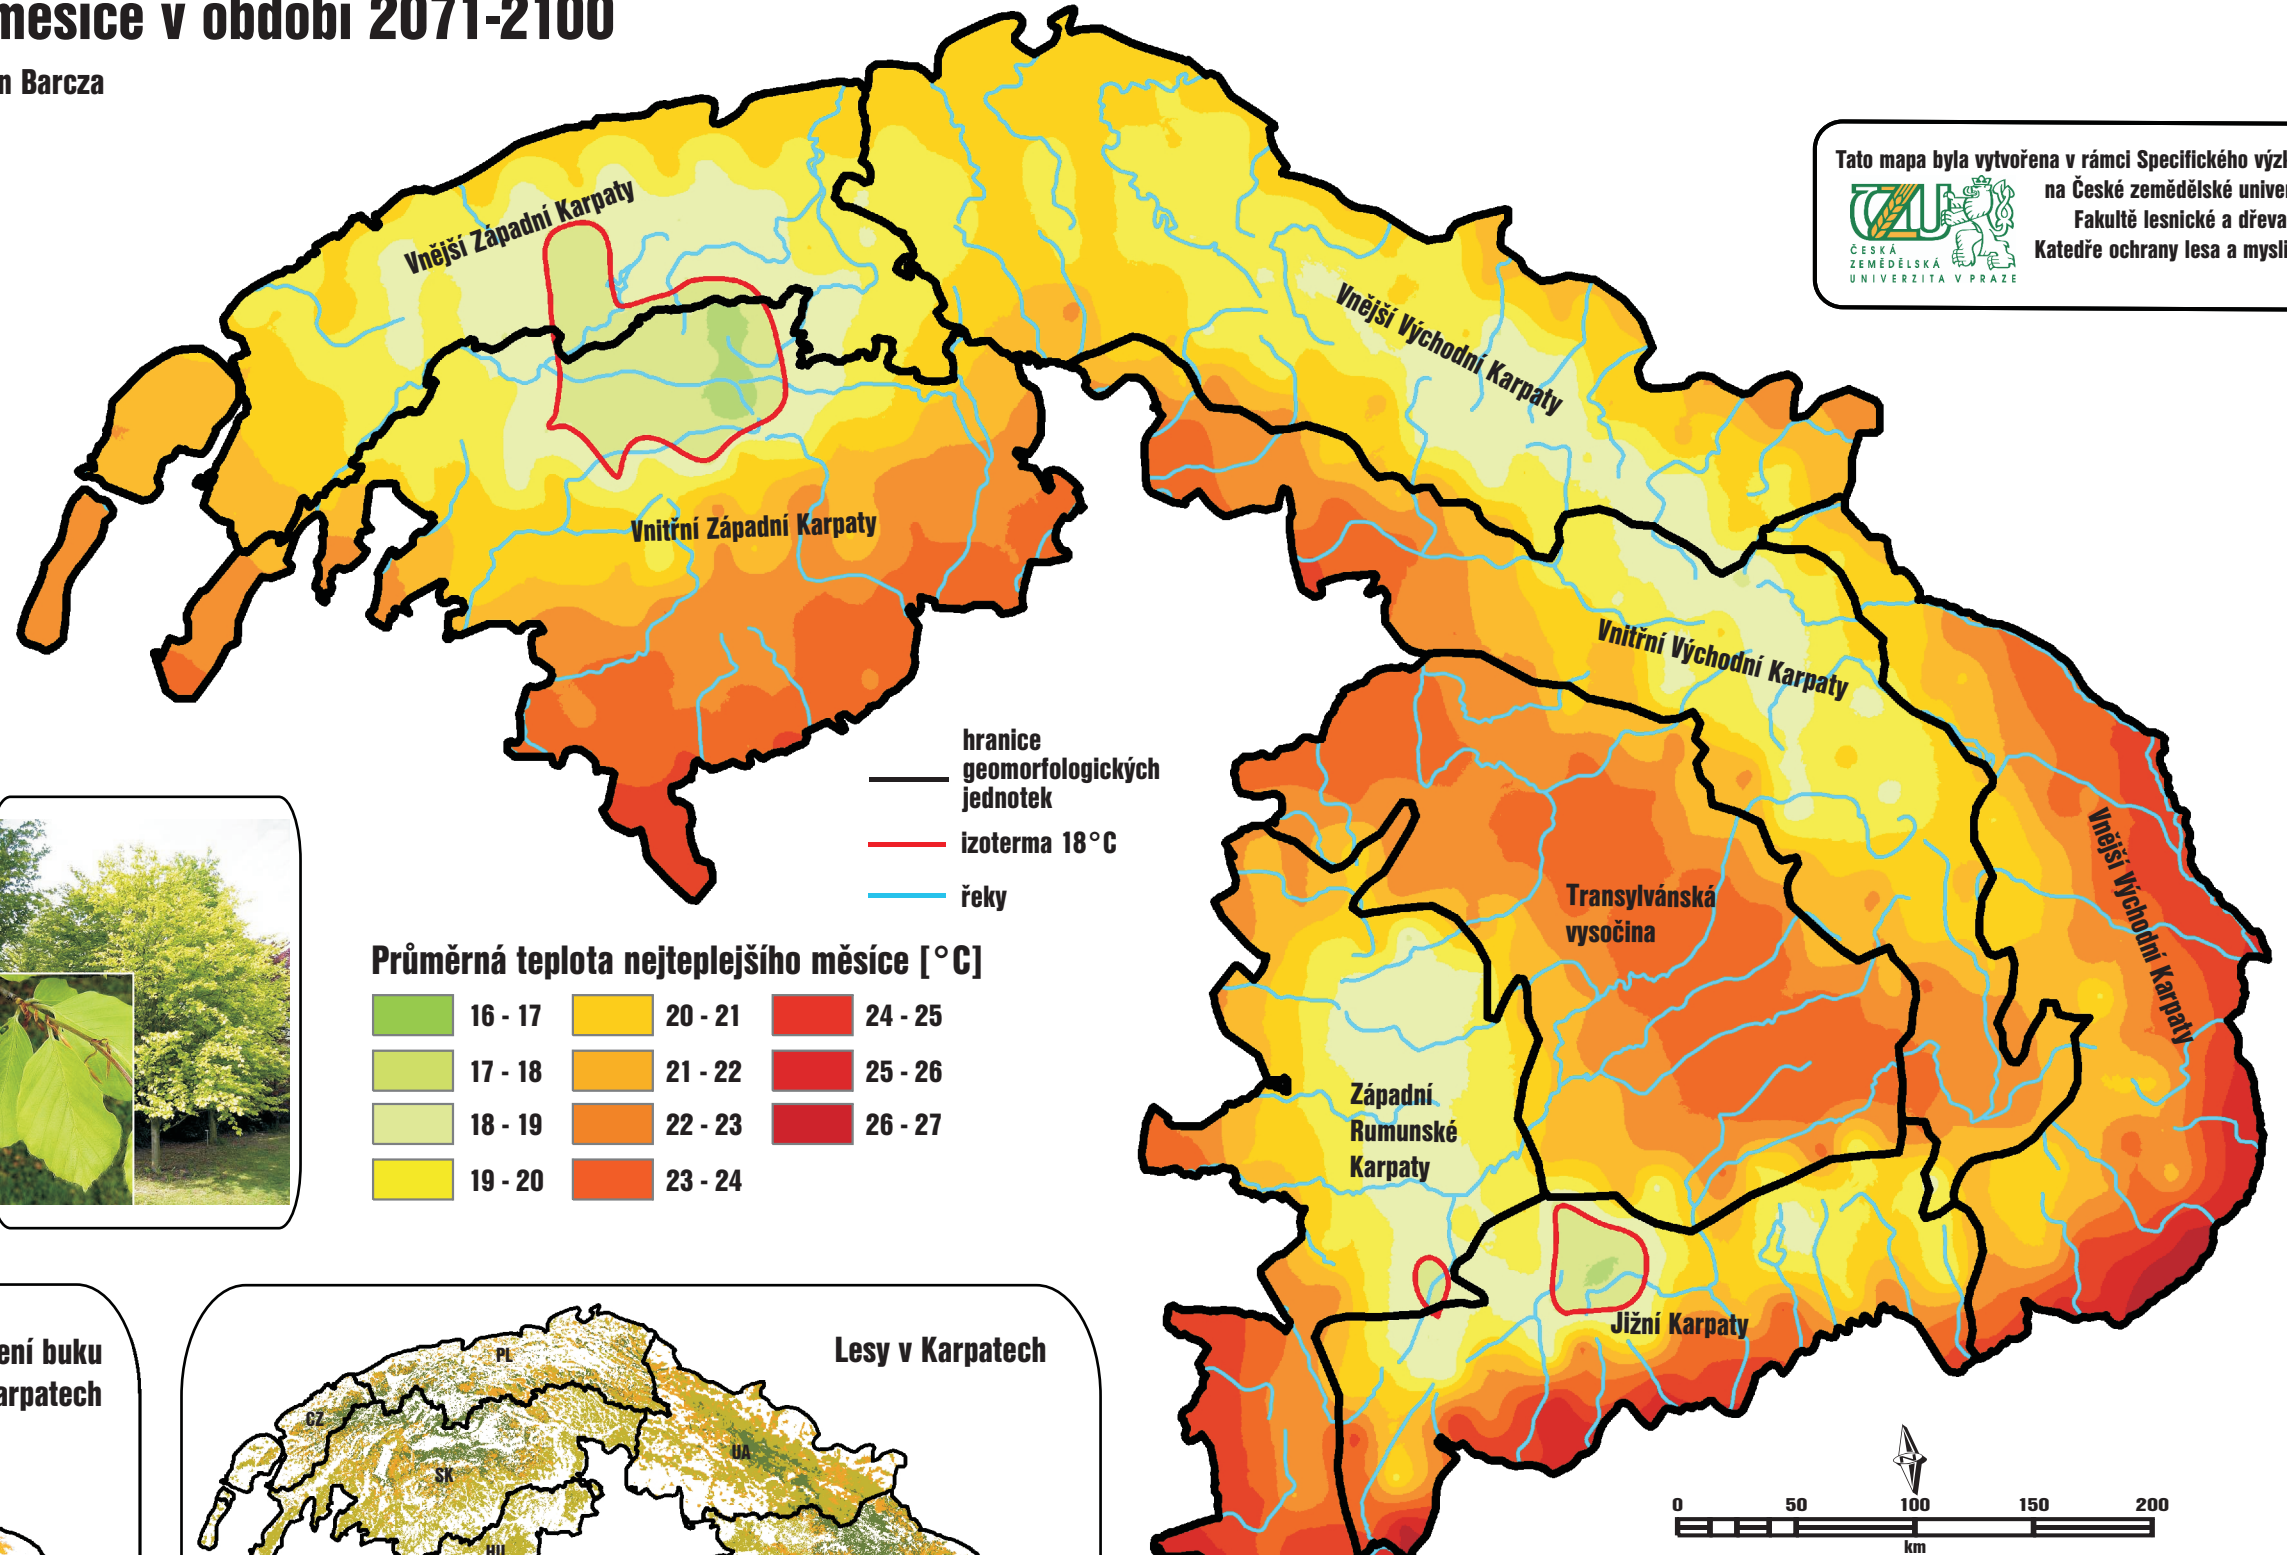 měsíce v období 2071-2100
n Barcza
Tato mapa byla vytvořena v rámci Specifického
na České zemědělské
Fakultě lesnické a
Katedře ochrany lesa a
ČESKÁ
ZEMĚDĚLSKÁ
UNIVERZITA V PRAZE
Vnější Západní Karpaty
Vnější Východní Karpaty
Vnitřní Západní Karpaty
Vnitřní Východní Karpaty
Vnější Východní Karpaty
Transylvánská
vysočina
Západní
Rumunské
Karpaty
Jižní Karpaty
hranice
geomorfologických
jednotek
izoterma 18°C
řeky
Průměrná teplota nejteplejšího měsíce [°C]
16 - 17
17 - 18
18 - 19
19 - 20
20 - 21
21 - 22
22 - 23
23 - 24
24 - 25
25 - 26
26 - 27
ení buku
arpatech
Lesy v Karpatech
PL
CZ
SK
UA
HU
0 50 100 150 200
km